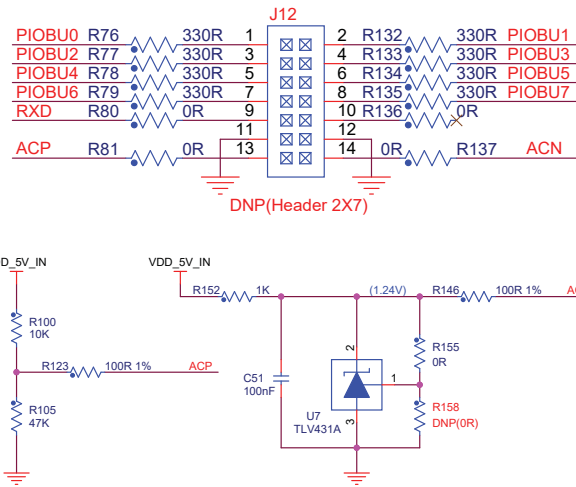 J12
PIOBU0 R76 330R 1 2 R132 330R PIOBU1
PIOBU2 R77 330R 3 4 R133 330R PIOBU3
PIOBU4 R78 330R 5 6 R134 330R PIOBU5
PIOBU6 R79 330R 7 8 R135 330R PIOBU7
RXD R80 0R 9 10 R136 0R
11 12
ACP R81 0R 13 14 0R R137 ACN
DNP(Header 2X7)
D_5V_IN
VDD_5V_IN
R152 1K (1.24V) R146 100R 1%
R100
10K
R155
0R
R123 100R 1% ACP
2
C51
100nF
1
R105
47K
R158
DNP(0R)
U7
TLV431A
3